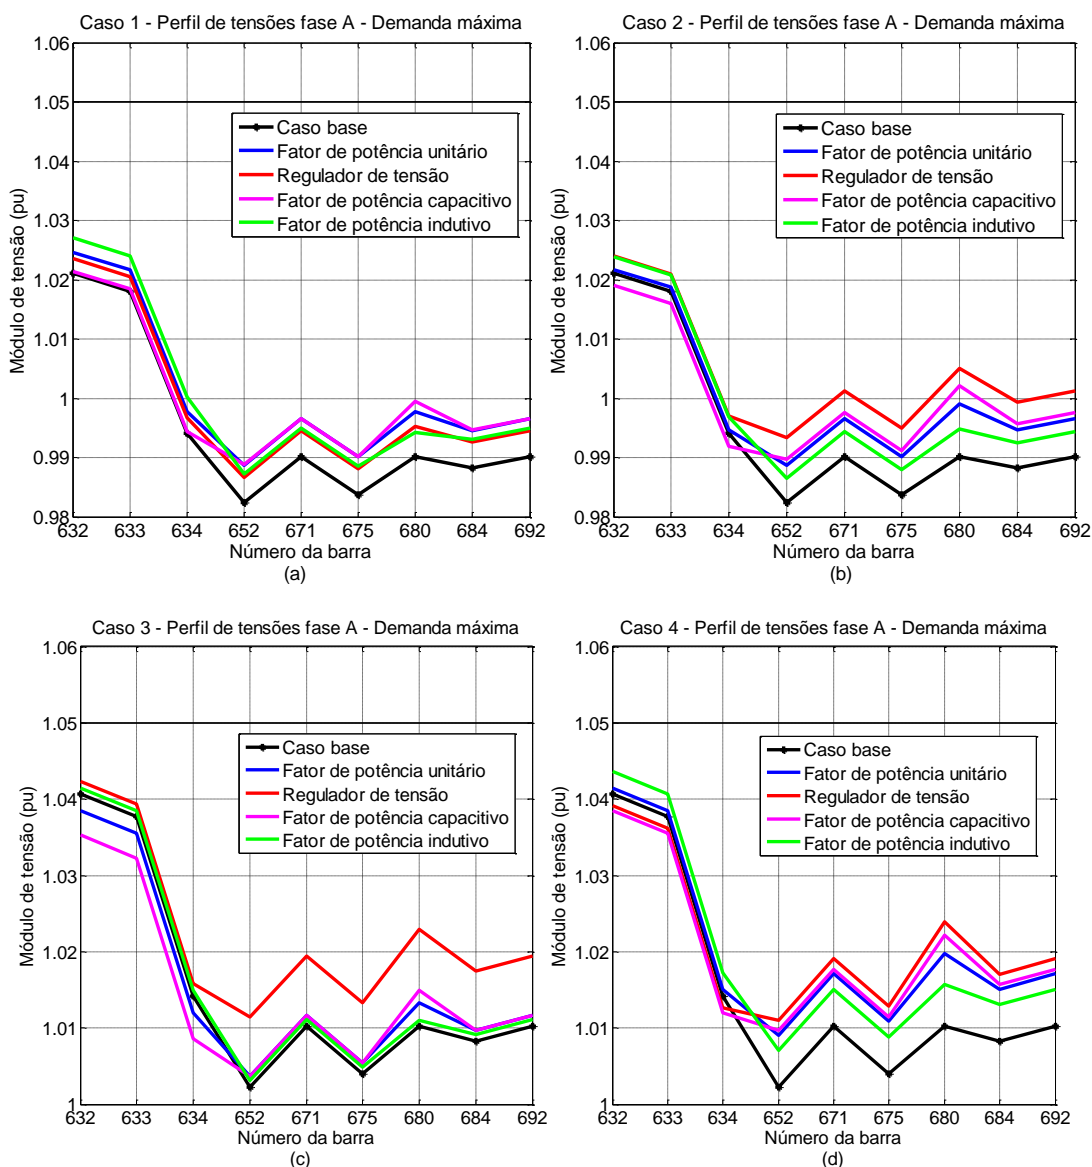 Caso 1 - Perfil de tensões fase A - Demanda máxima
1.06
1.05
1.04
1.03
1.02
1.01
1
0.99
0.98
Módulo de tensão (pu)
Caso base
Fator de potência unitário
Regulador de tensão
Fator de potência capacitivo
Fator de potência indutivo
632 633 634 652 671 675 680 684 692
Número da barra
(a)
Caso 2 - Perfil de tensões fase A - Demanda máxima
1.06
1.05
1.04
1.03
1.02
1.01
1
0.99
0.98
Módulo de tensão (pu)
Caso base
Fator de potência unitário
Regulador de tensão
Fator de potência capacitivo
Fator de potência indutivo
632 633 634 652 671 675 680 684 692
Número da barra
(b)
Caso 3 - Perfil de tensões fase A - Demanda máxima
1.06
1.05
1.04
1.03
1.02
1.01
1
Módulo de tensão (pu)
Caso base
Fator de potência unitário
Regulador de tensão
Fator de potência capacitivo
Fator de potência indutivo
632 633 634 652 671 675 680 684 692
Número da barra
(c)
Caso 4 - Perfil de tensões fase A - Demanda máxima
1.06
1.05
1.04
1.03
1.02
1.01
1
Módulo de tensão (pu)
Caso base
Fator de potência unitário
Regulador de tensão
Fator de potência capacitivo
Fator de potência indutivo
632 633 634 652 671 675 680 684 692
Número da barra
(d)